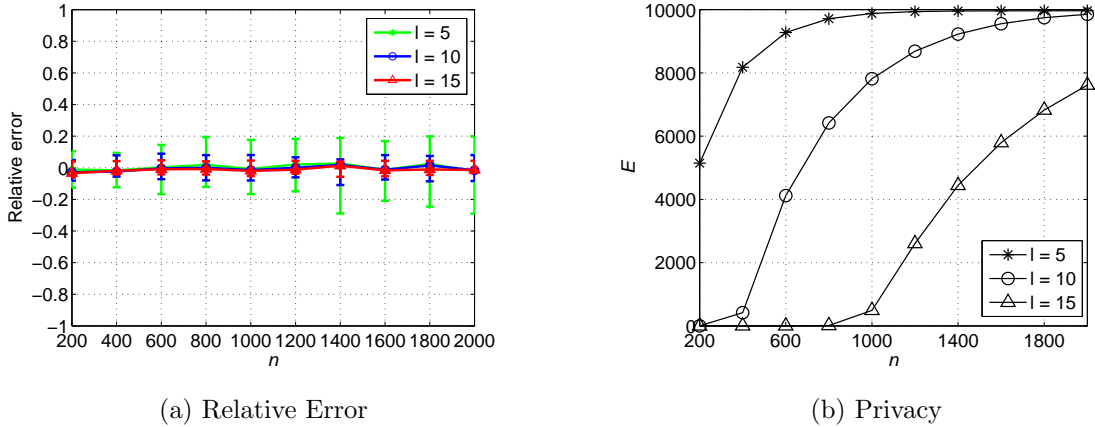 1
0.8
0.6
0.4
0.2
0
−0.2
−0.4
−0.6
−0.8
−1
Relative error
200 400 600 800 1000 1200 1400 1600 1800 2000
n
l = 5
l = 10
l = 15
(a) Relative Error
10000
8000
6000
4000
2000
0
E
200 600 1000 1400 1800
n
l = 5
l = 10
l = 15
(b) Privacy